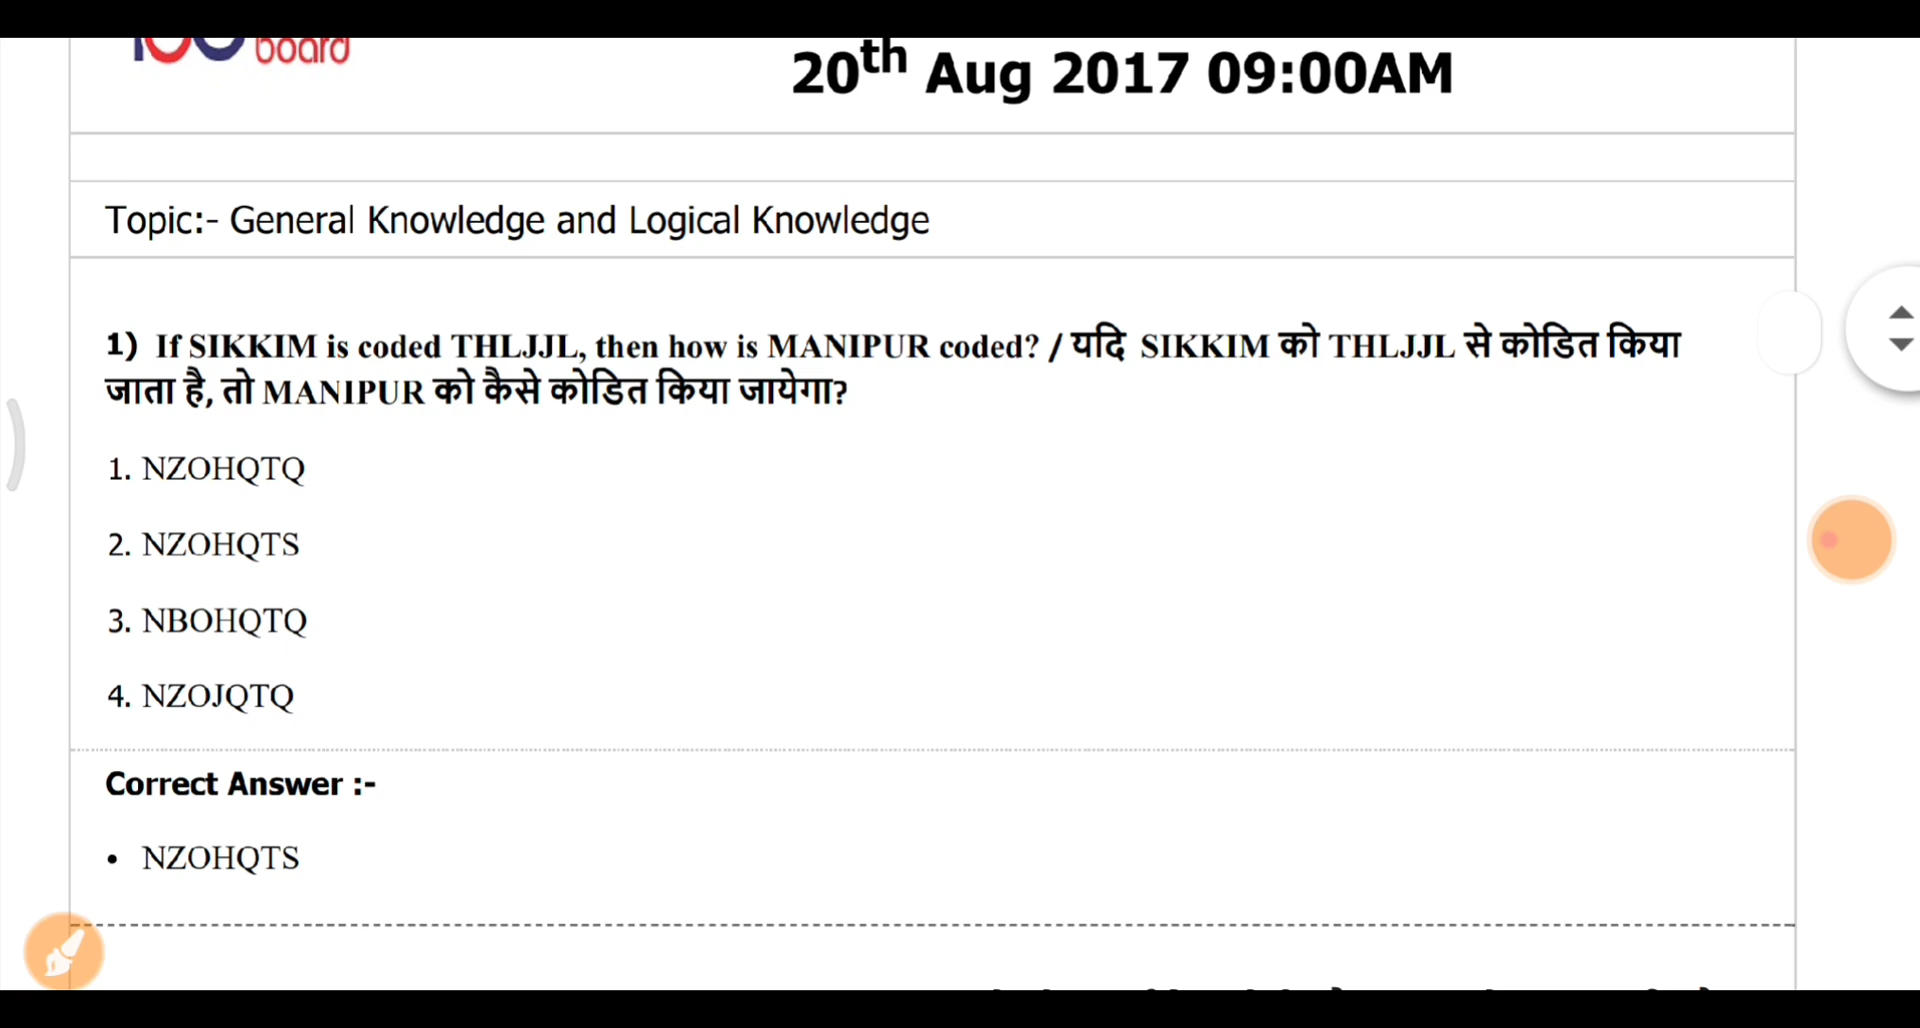 board
20th Aug 2017 09:00AM
Topic:- General Knowledge and Logical Knowledge
1) If SIKKIM is coded THLJJL, then how is MANIPUR coded? / यदि SIKKIM को THLJJL से कोडित किया
जाता है, तो MANIPUR को कैसे कोडित किया जायेगा?
1. NZOHQTQ
2. NZOHQTS
3. NBOHQTQ
4. NZOJQTQ
Correct Answer :-
• NZOHQTS